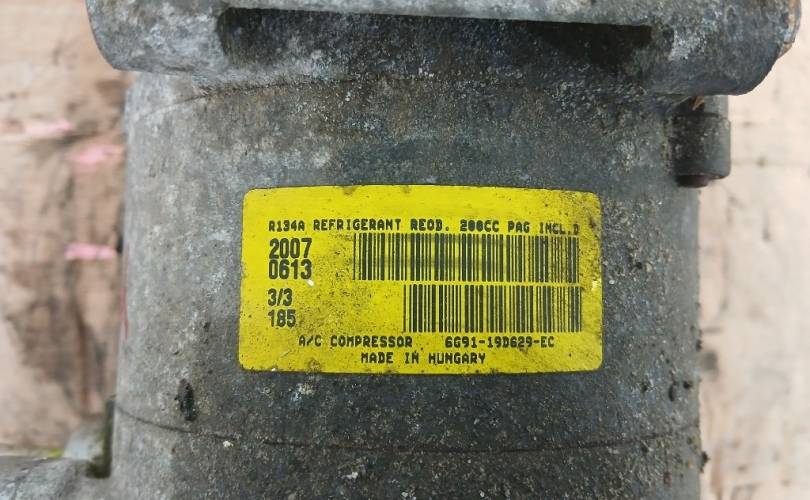 R134A REFRIGERANT REQD. 200CC PAG INCL.D
2007
0613
3/3
185
A/C COMPRESSOR 6G91-19D629-EC
MADE IN HUNGARY